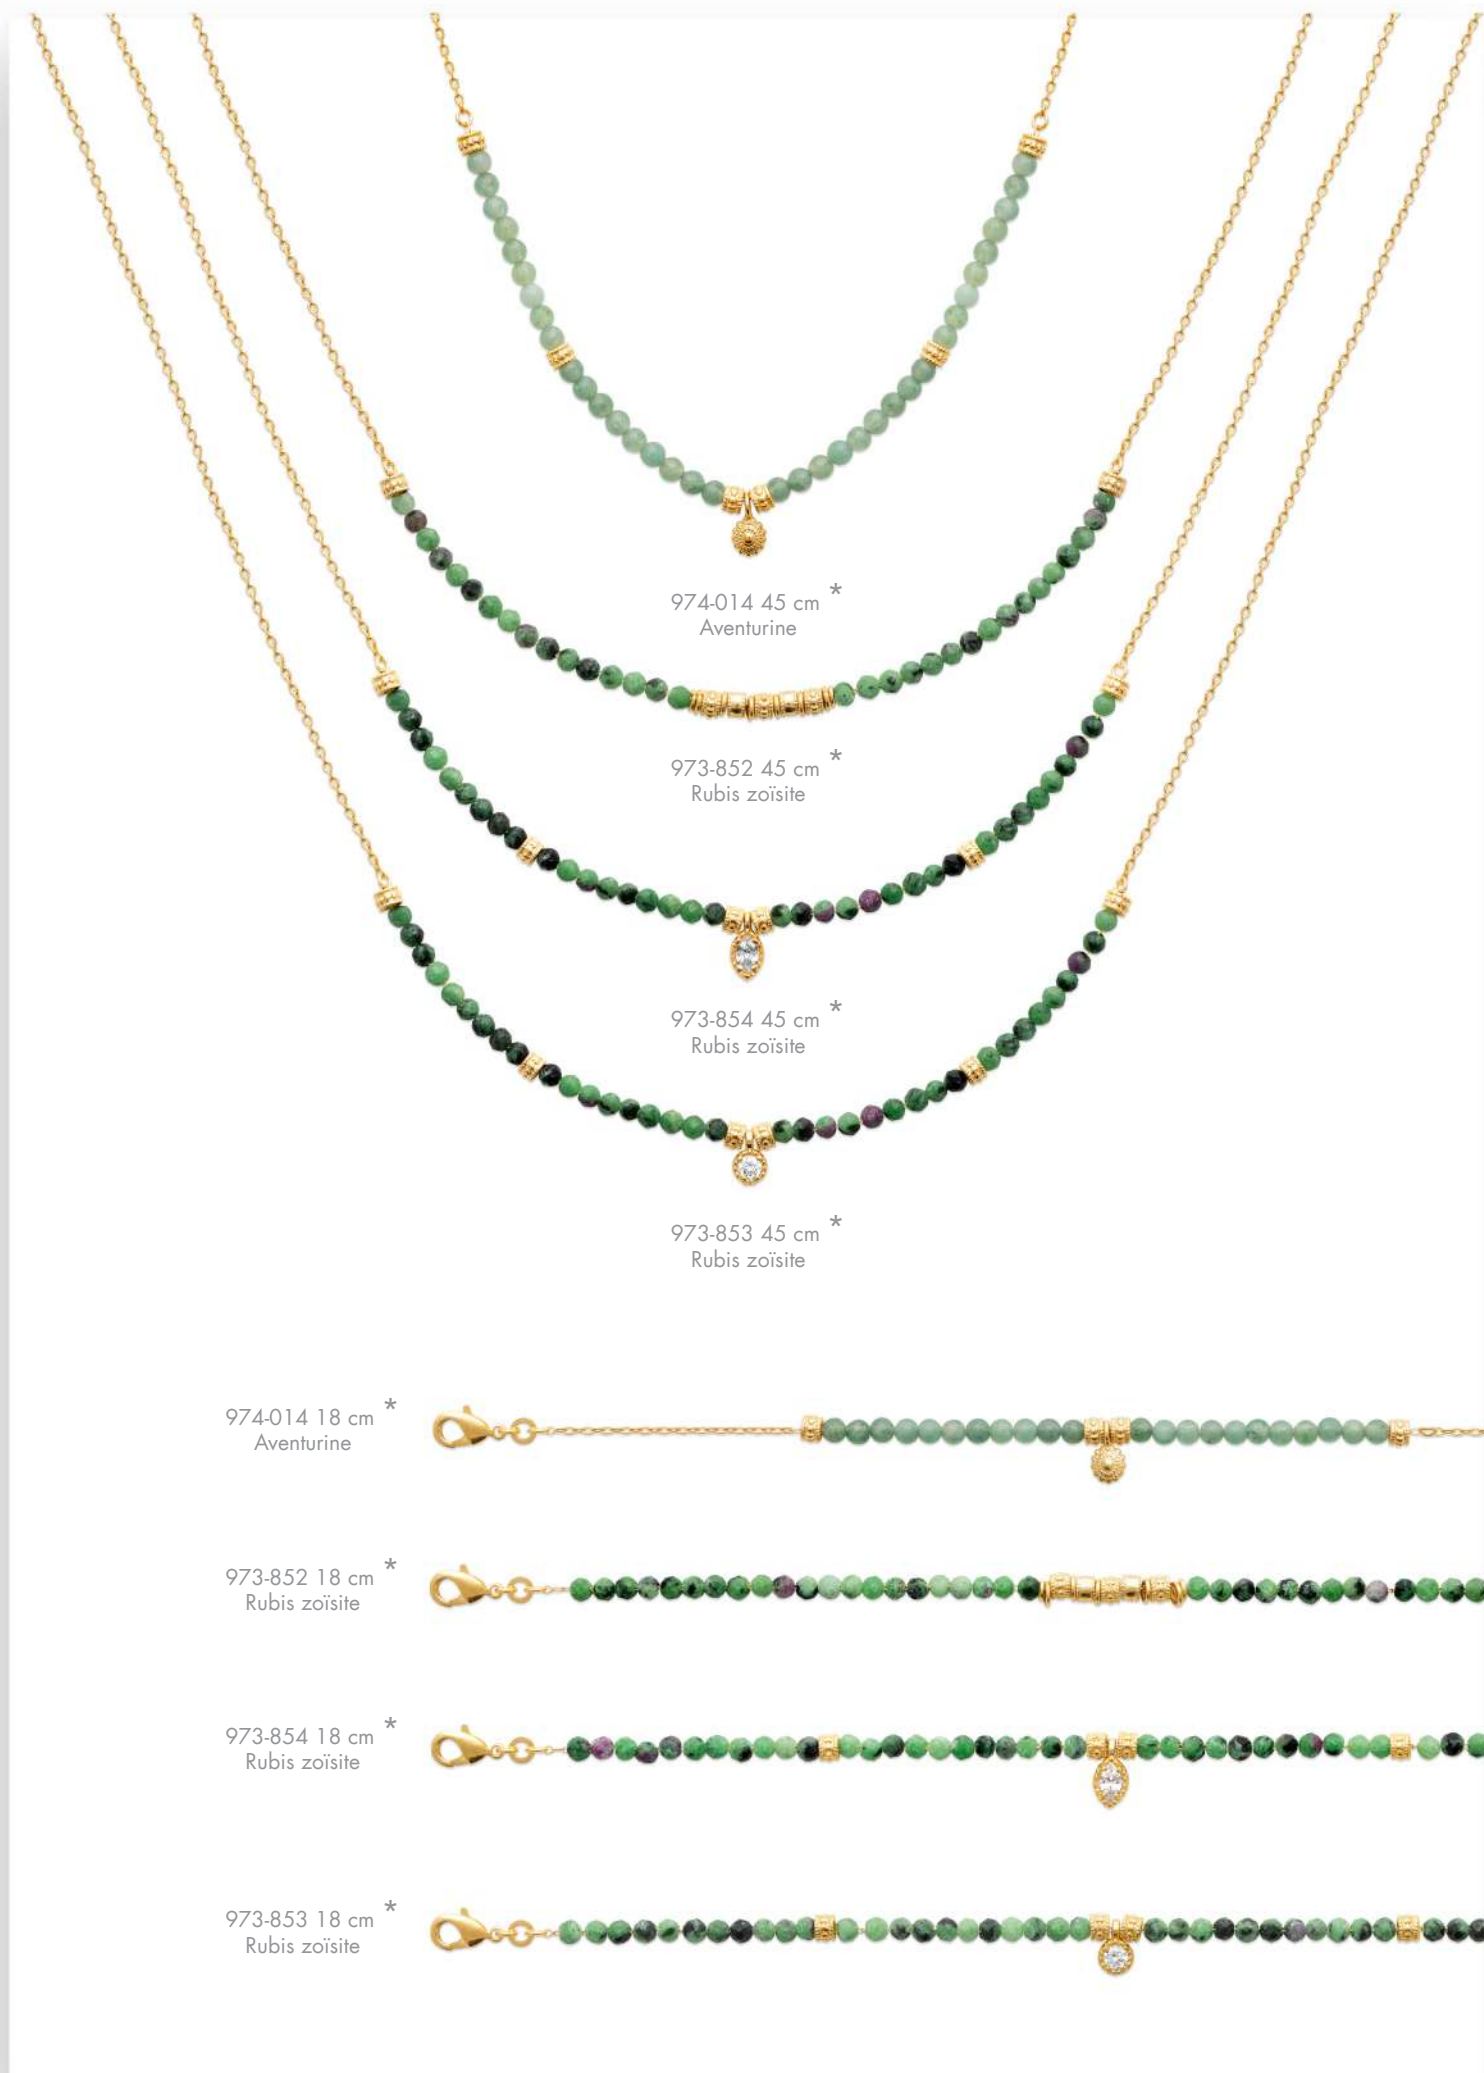 974-014 45 cm *
Aventurine
973-852 45 cm *
Rubis zoïsite
973-854 45 cm *
Rubis zoïsite
973-853 45 cm *
Rubis zoïsite
974-014 18 cm *
Aventurine
973-852 18 cm *
Rubis zoïsite
973-854 18 cm *
Rubis zoïsite
973-853 18 cm *
Rubis zoïsite